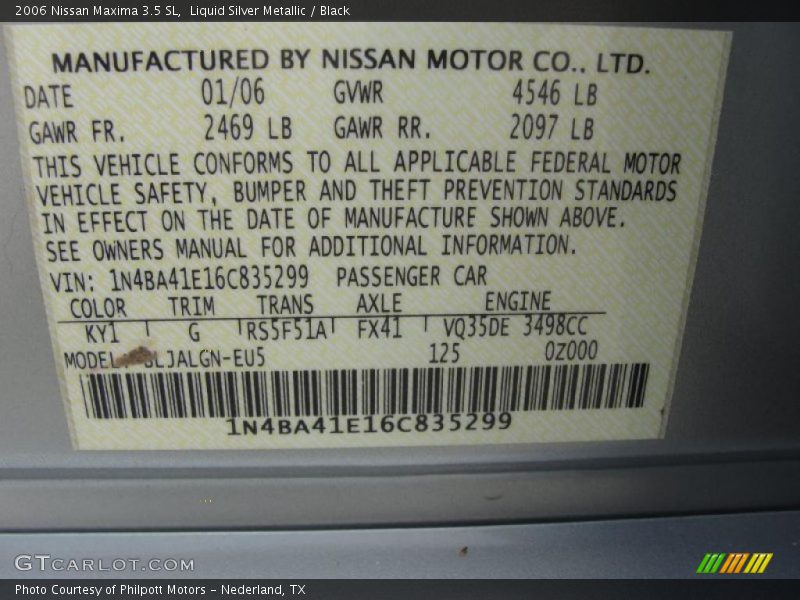 2006 Nissan Maxima 3.5 SL, Liquid Silver Metallic / Black
MANUFACTURED BY NISSAN MOTOR CO., LTD.
DATE 01/06 GVWR 4546 LB
GAWR FR. 2469 LB GAWR RR. 2097 LB
THIS VEHICLE CONFORMS TO ALL APPLICABLE FEDERAL MOTOR
VEHICLE SAFETY, BUMPER AND THEFT PREVENTION STANDARDS
IN EFFECT ON THE DATE OF MANUFACTURE SHOWN ABOVE.
SEE OWNERS MANUAL FOR ADDITIONAL INFORMATION.
VIN: 1N4BA41E16C835299 PASSENGER CAR
COLOR TRIM TRANS AXLE ENGINE
KY1 G RS5F51A FX41 VQ35DE 3498CC
MODEL LJALGN-EU5 125 0Z000
1N4BA41E16C835299
GTCARLOT.COM
Photo Courtesy of Philpott Motors - Nederland, TX